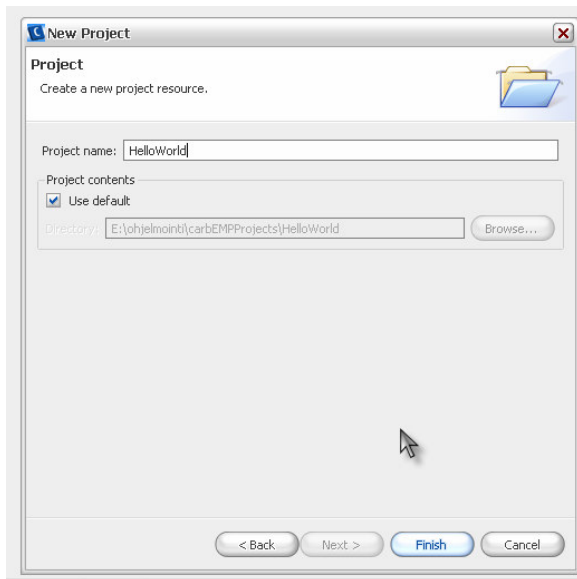 New Project
Project
Create a new project resource.
Project name: HelloWorld
Project contents
Use default
Directory: E:\ohjelmointi\carbEMPProjects\HelloWorld Browse...
< Back Next > Finish Cancel